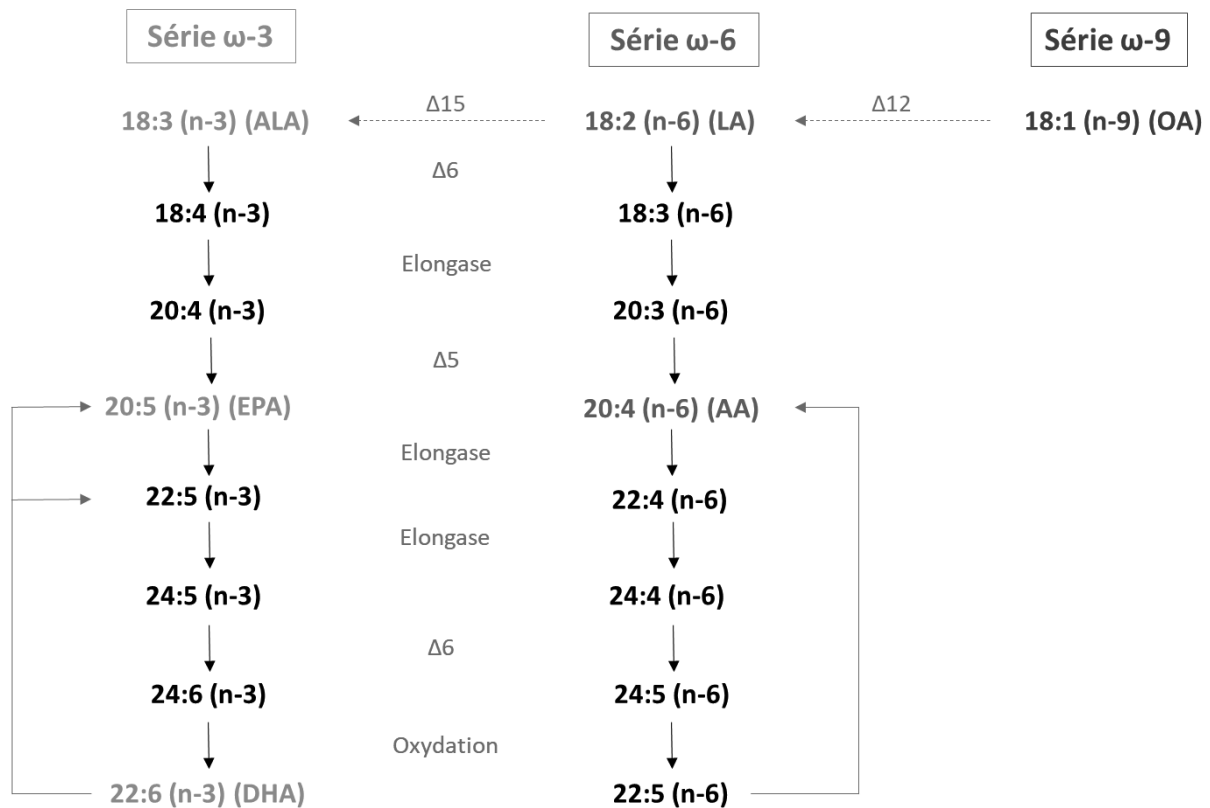 Série ω-3 Série ω-6 Série ω-9
Δ15 Δ12
18:3 (n-3) (ALA) 18:2 (n-6) (LA) 18:1 (n-9) (OA)
Δ6
18:4 (n-3) 18:3 (n-6)
Elongase
20:4 (n-3) 20:3 (n-6)
Δ5
20:5 (n-3) (EPA) 20:4 (n-6) (AA)
Elongase
22:5 (n-3) 22:4 (n-6)
Elongase
24:5 (n-3) 24:4 (n-6)
Δ6
24:6 (n-3) 24:5 (n-6)
Oxydation
22:6 (n-3) (DHA) 22:5 (n-6)